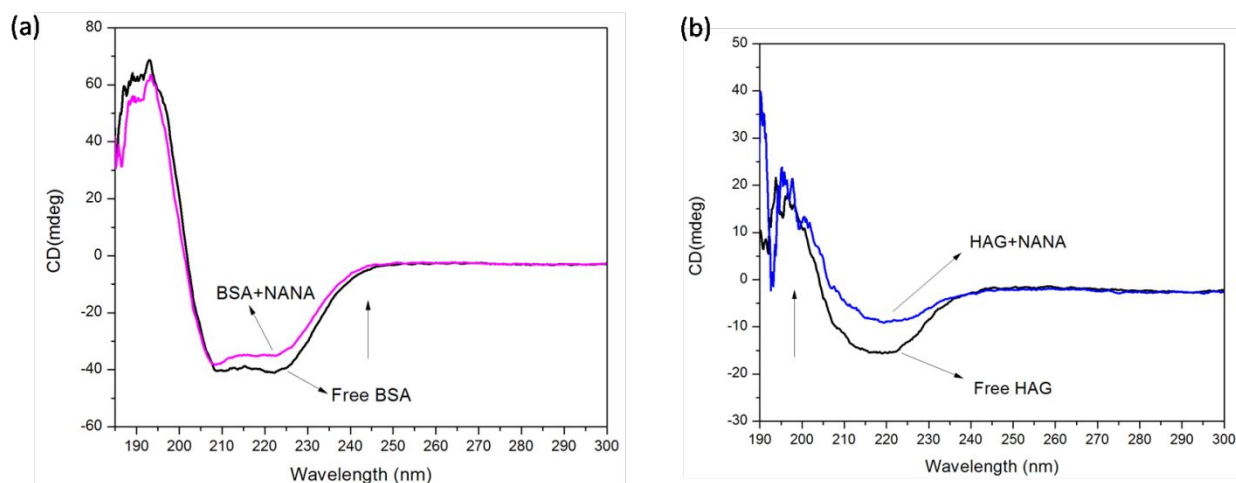 (a)
80
60
40
20
0
-20
-40
-60
CD(mdeg)
BSA+NANA
Free BSA
190 200 210 220 230 240 250 260 270 280 290 300
Wavelength (nm)
(b)
50
40
30
20
10
0
-10
-20
-30
CD(mdeg)
HAG+NANA
Free HAG
190 200 210 220 230 240 250 260 270 280 290 300
Wavelength (nm)